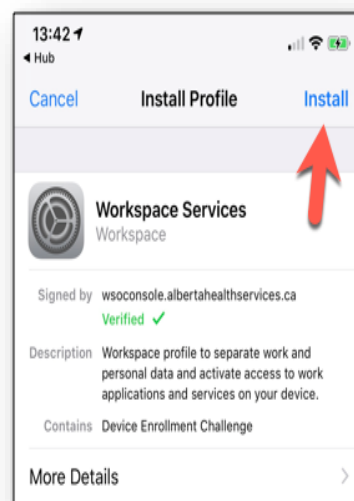 13:42
Hub
Cancel Install Profile Install
Workspace Services
Workspace
Signed by wsoconsole.albertahealthservices.ca
Verified ✓
Description Workspace profile to separate work and
personal data and activate access to work
applications and services on your device.
Contains Device Enrollment Challenge
More Details